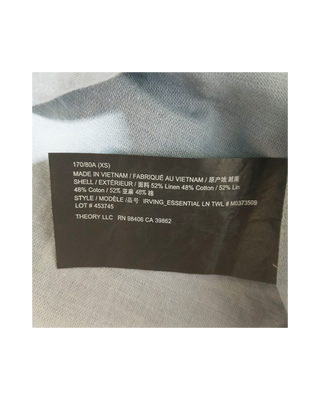 170/80A (XS)
MADE IN VIETNAM / FABRIQUÉ AU VIETNAM / 原产地 越南
SHELL / EXTÉRIEUR / 面料 52% Linen 48% Cotton / 52% Lin
48% Coton / 52% 亚麻 48% 棉
STYLE / MODÈLE /品号 IRVING_ESSENTIAL LN TWL # M0373509
LOT # 453745
THEORY LLC RN 98406 CA 39862